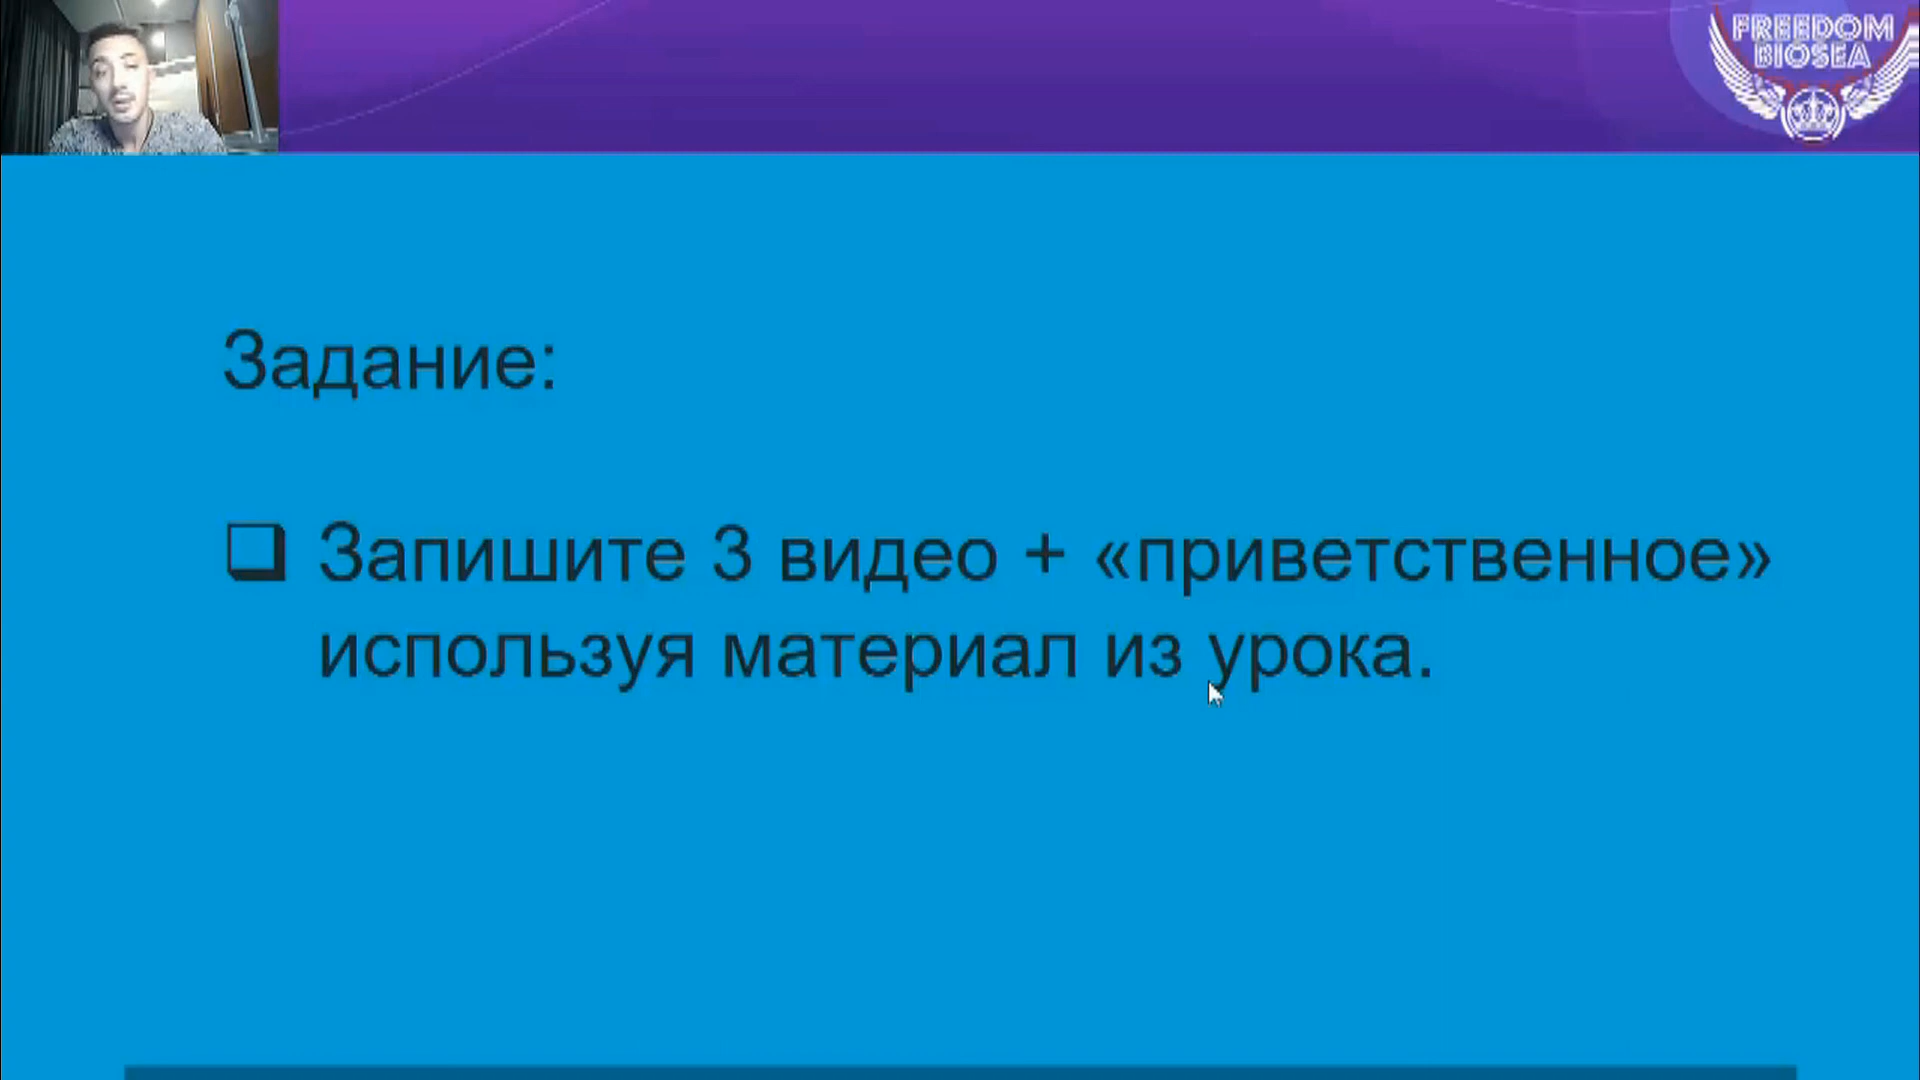 FREEDOM
BIOSEA
Задание:
Запишите 3 видео + «приветственное»
используя материал из урока.